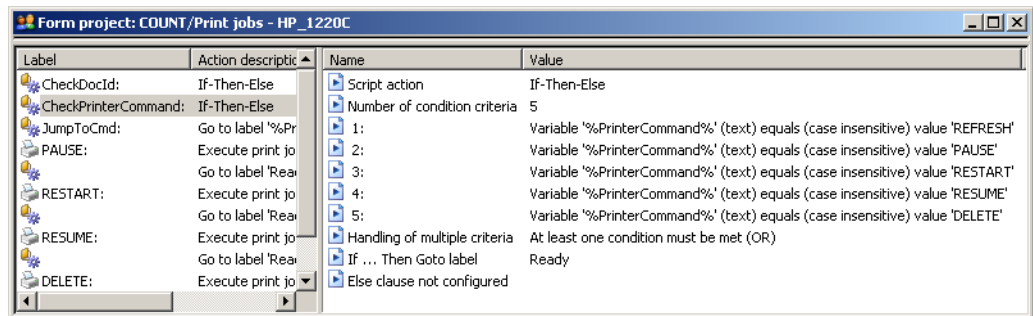 Form project: COUNT/Print jobs - HP_1220C
Label Action descriptic Name Value
CheckDocId: If-Then-Else Script action If-Then-Else
CheckPrinterCommand: If-Then-Else Number of condition criteria 5
JumpToCmd: Go to label '%Pr 1: Variable '%PrinterCommand%' (text) equals (case insensitive) value 'REFRESH'
PAUSE: Execute print jo 2: Variable '%PrinterCommand%' (text) equals (case insensitive) value 'PAUSE'
Go to label 'Rea 3: Variable '%PrinterCommand%' (text) equals (case insensitive) value 'RESTART'
RESTART: Execute print jo 4: Variable '%PrinterCommand%' (text) equals (case insensitive) value 'RESUME'
Go to label 'Rea 5: Variable '%PrinterCommand%' (text) equals (case insensitive) value 'DELETE'
RESUME: Execute print jo Handling of multiple criteria At least one condition must be met (OR)
Go to label 'Rea If ... Then Goto label Ready
DELETE: Execute print jo Else clause not configured